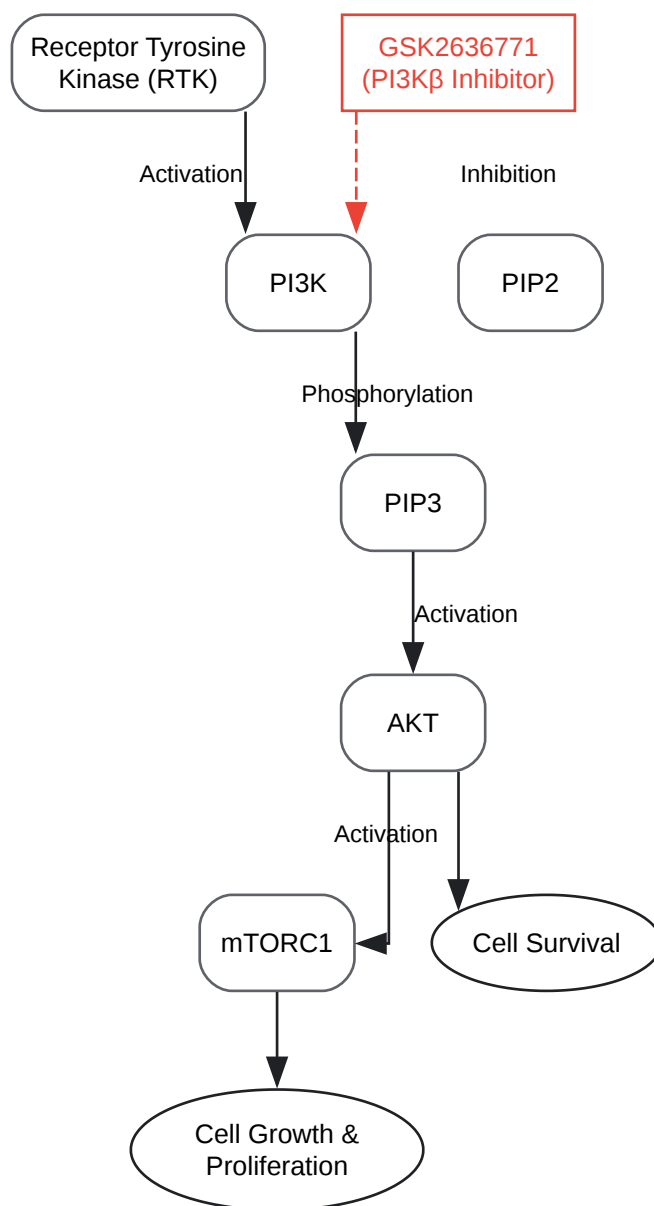 Receptor Tyrosine
Kinase (RTK)
GSK2636771
(PI3Kβ Inhibitor)
Activation
Inhibition
PI3K
PIP2
Phosphorylation
PIP3
Activation
AKT
Activation
mTORC1
Cell Survival
Cell Growth &
Proliferation